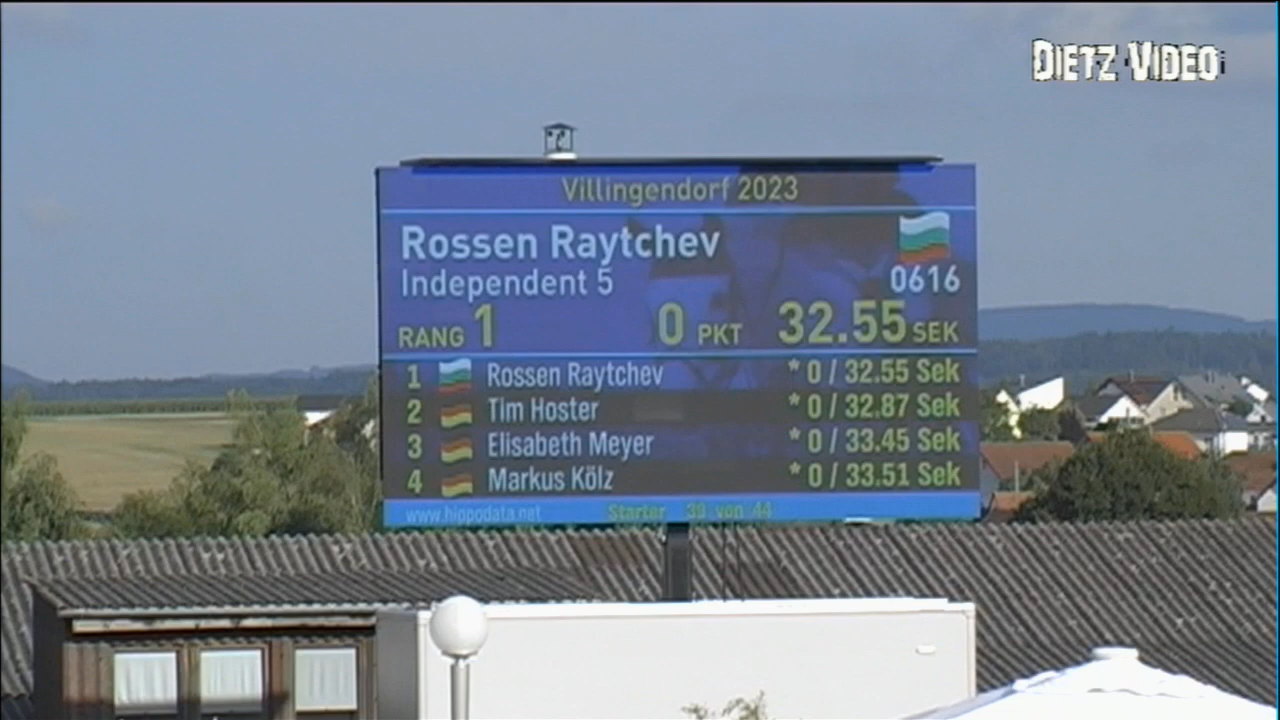 DIETZ VIDEO
Villingendorf 2023
Rossen Raytchev
Independent 5
0616
RANG 1 0 PKT 32.55 SEK
1 Rossen Raytchev *0 / 32.55 Sek
2 Tim Hoster *0 / 32.87 Sek
3 Elisabeth Meyer *0 / 33.45 Sek
4 Markus Kölz *0 / 33.51 Sek
www.hippodata.net Starter 39 von 44